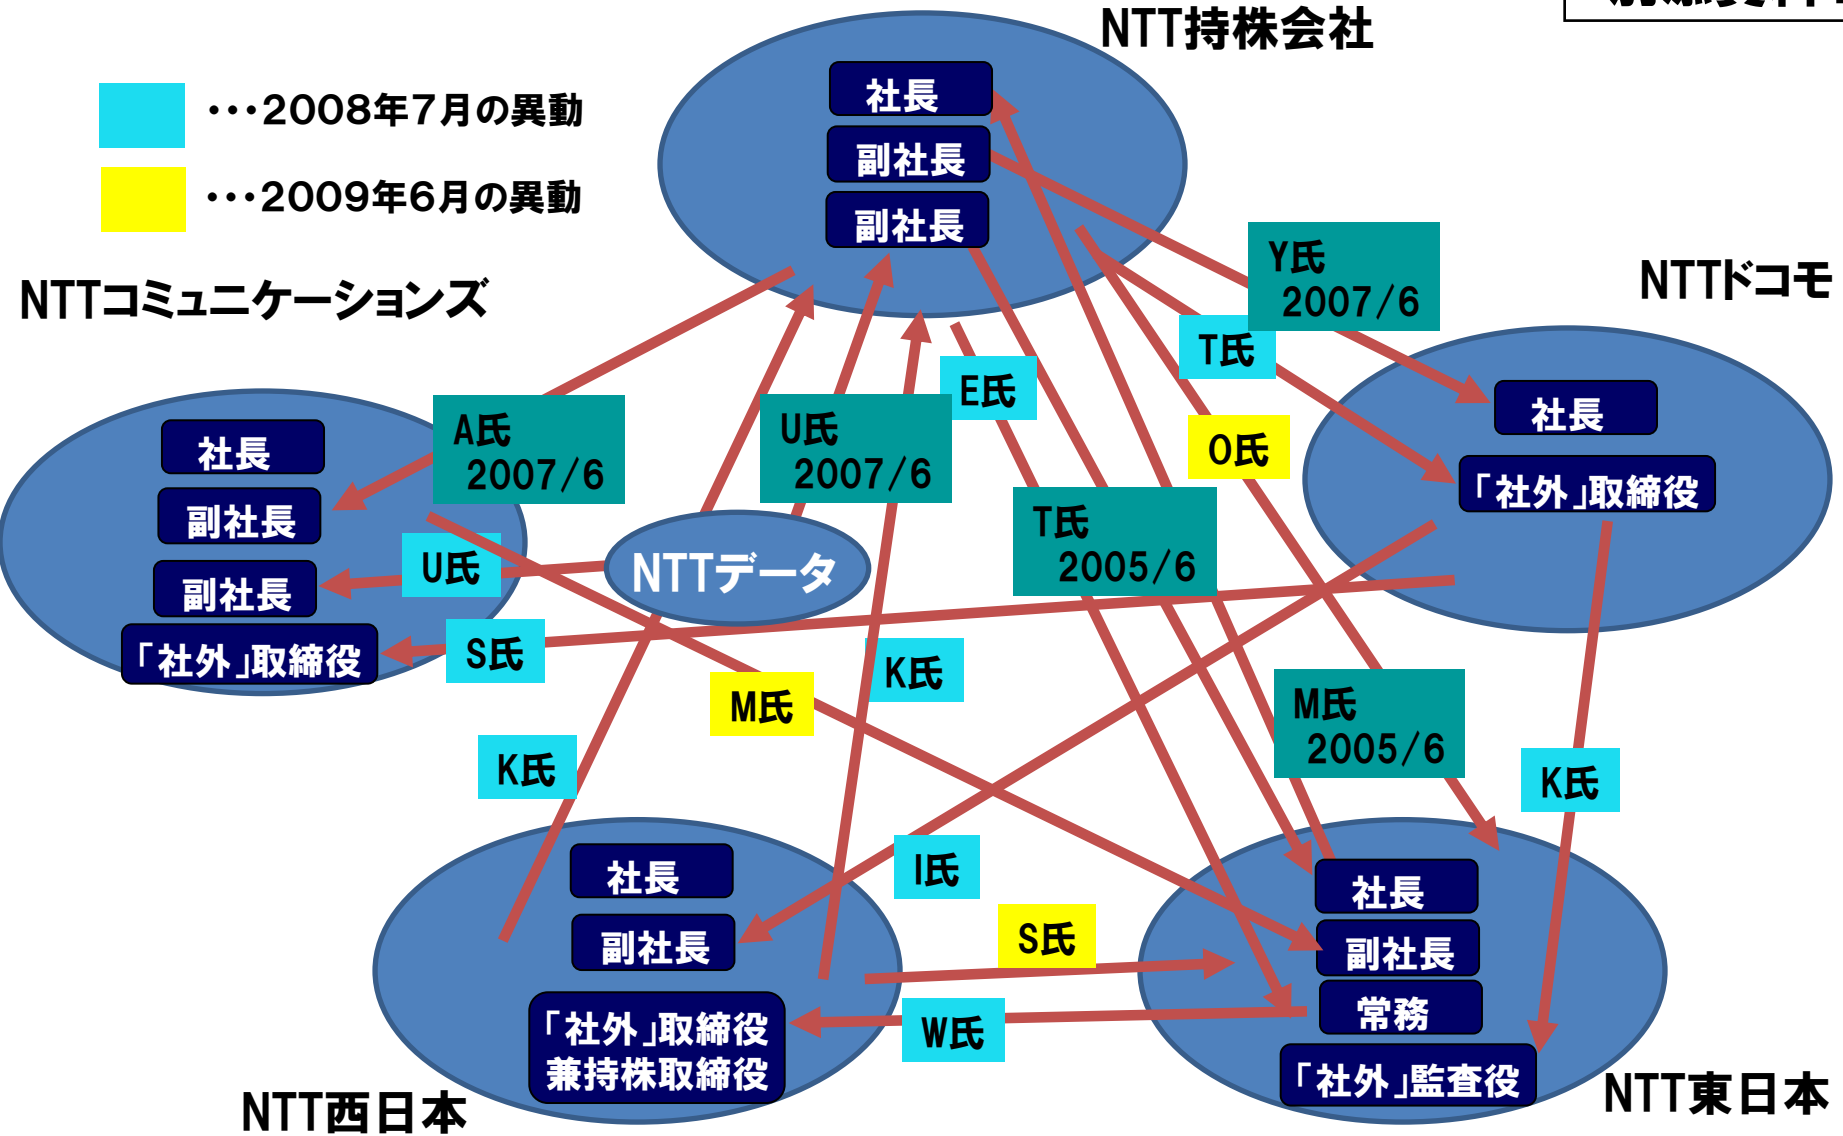 NTT持株会社
社長
副社長
副社長
・・・2008年7月の異動
・・・2009年6月の異動
NTTコミュニケーションズ
社長
副社長
副社長
「社外」取締役
NTTドコモ
社長
「社外」取締役
Y氏
2007/6
T氏
E氏
O氏
A氏
2007/6
U氏
2007/6
T氏
2005/6
U氏
NTTデータ
S氏
K氏
M氏
M氏
2005/6
K氏
K氏
I氏
S氏
W氏
社長
副社長
「社外」取締役
兼持株取締役
NTT西日本
社長
副社長
常務
「社外」監査役
NTT東日本